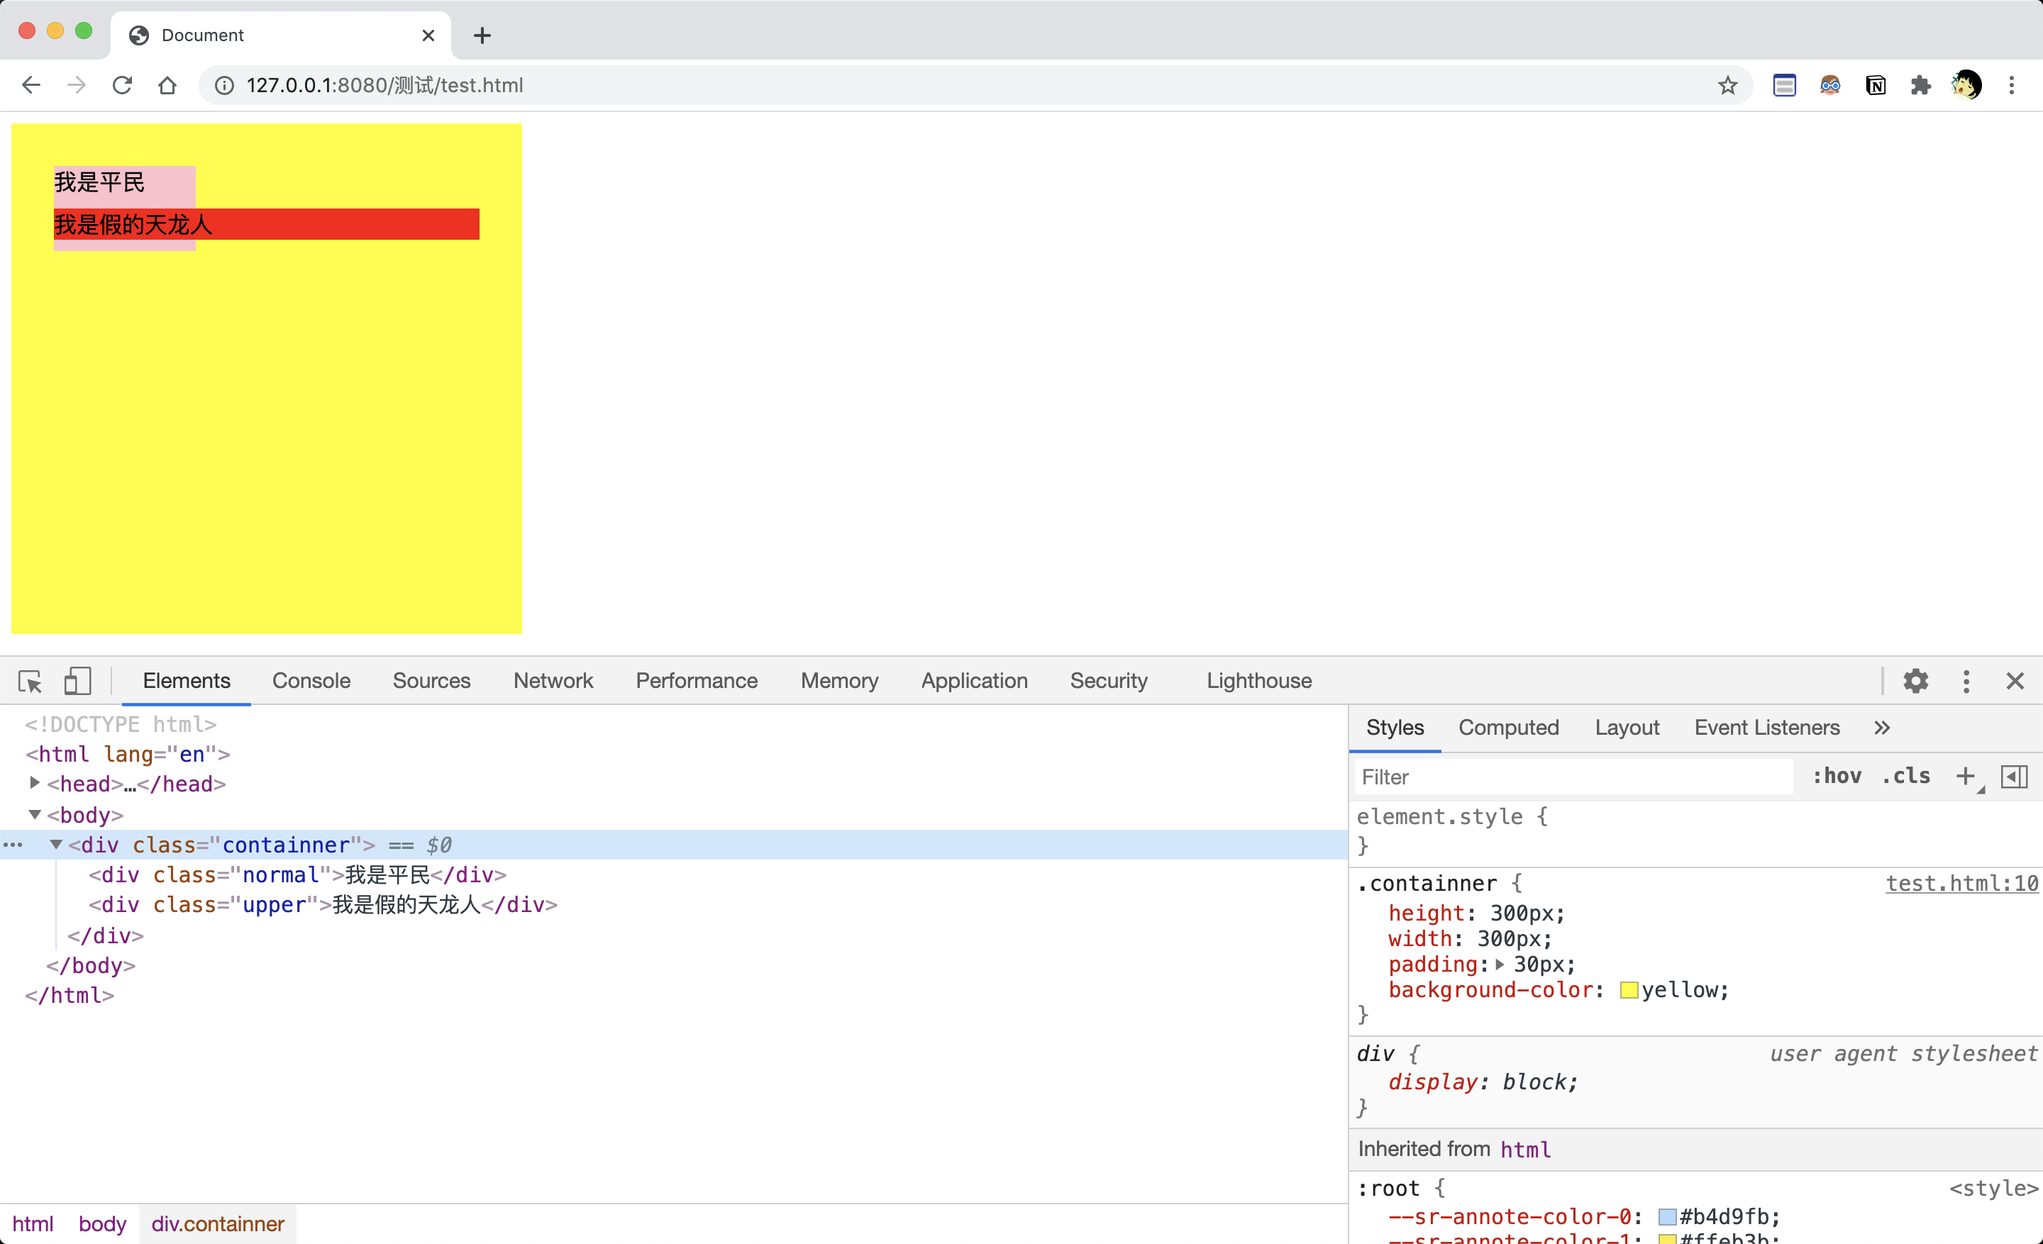 Document
127.0.0.1:8080/测试/test.html
我是平民
我是假的天龙人
Elements Console Sources Network Performance Memory Application Security Lighthouse
<!DOCTYPE html>
<html lang="en">
<head>…</head>
<body>
<div class="containner"> == $0
<div class="normal">我是平民</div>
<div class="upper">我是假的天龙人</div>
</div>
</body>
</html>
html body div.containner
Styles Computed Layout Event Listeners »
Filter :hov .cls
element.style {
}
.containner { test.html:10
height: 300px;
width: 300px;
padding: 30px;
background-color: yellow;
}
div { user agent stylesheet
display: block;
}
Inherited from html
:root { <style>
--sr-annote-color-0: #b4d9fb;
--sr-annote-color-1: #ffeb3b;